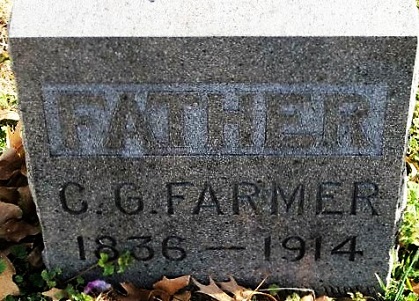 FATHER
C. G. FARMER
1836 – 1914